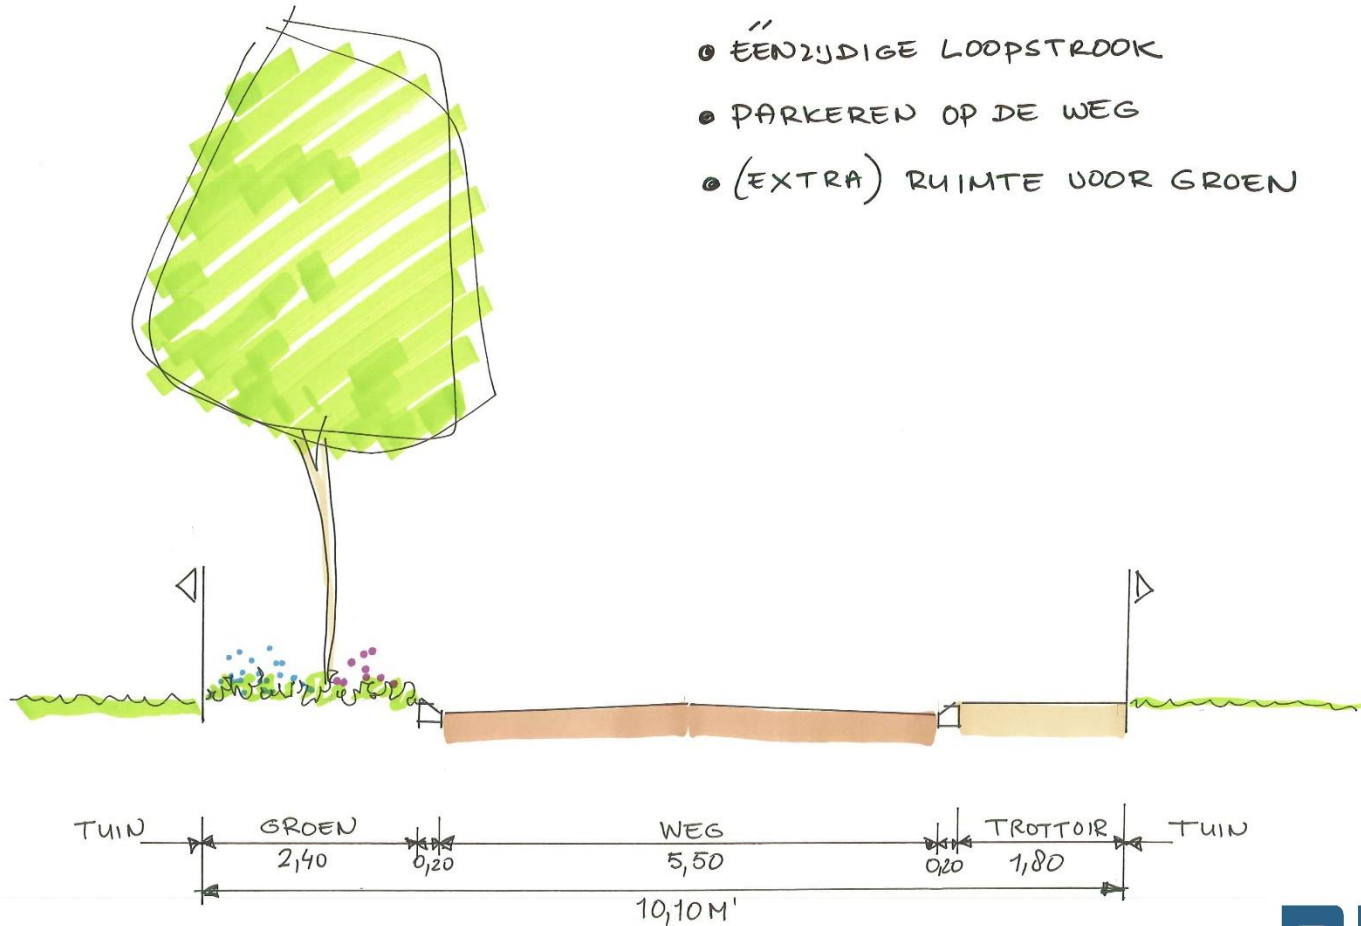 • ÉÉNZIJDIGE LOOPSTROOK
• PARKEREN OP DE WEG
• (EXTRA) RUIMTE VOOR GROEN
TUIN GROEN WEG TROTTOIR TUIN
2,40 0,20 5,50 0,20 1,80
10,10 M'